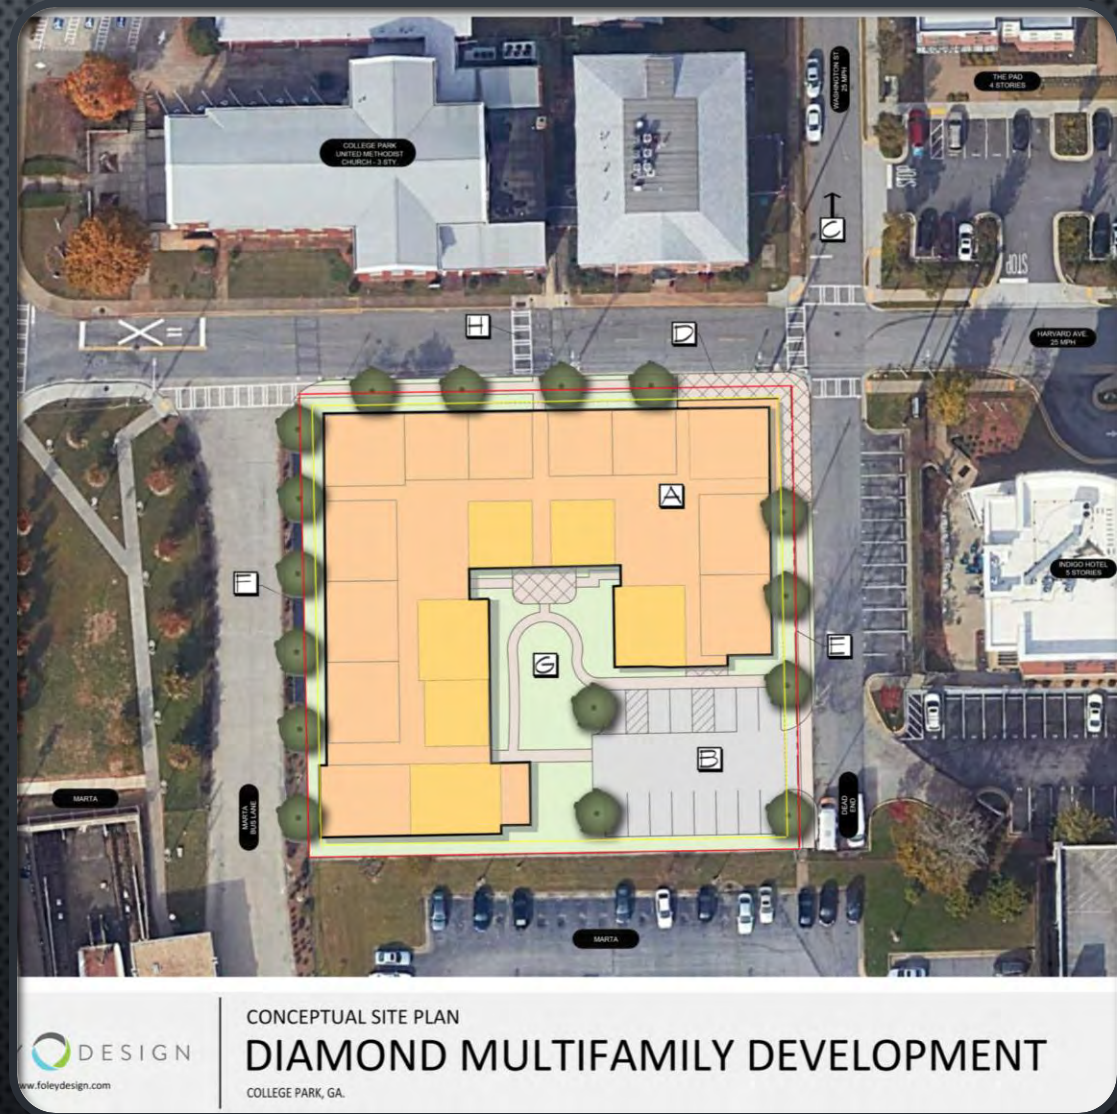 WASHINGTON ST
25 MPH
THE PAD
4 STORIES
COLLEGE PARK
UNITED METHODIST
CHURCH - 3 STY.
STOP
C
STOP
H
D
HARVARD AVE.
25 MPH
A
INDIGO HOTEL
5 STORIES
E
G
B
MARTA
MARTA
BUS LANE
DEAD
END
MARTA
DESIGN
www.foleydesign.com
CONCEPTUAL SITE PLAN
DIAMOND MULTIFAMILY DEVELOPMENT
COLLEGE PARK, GA.